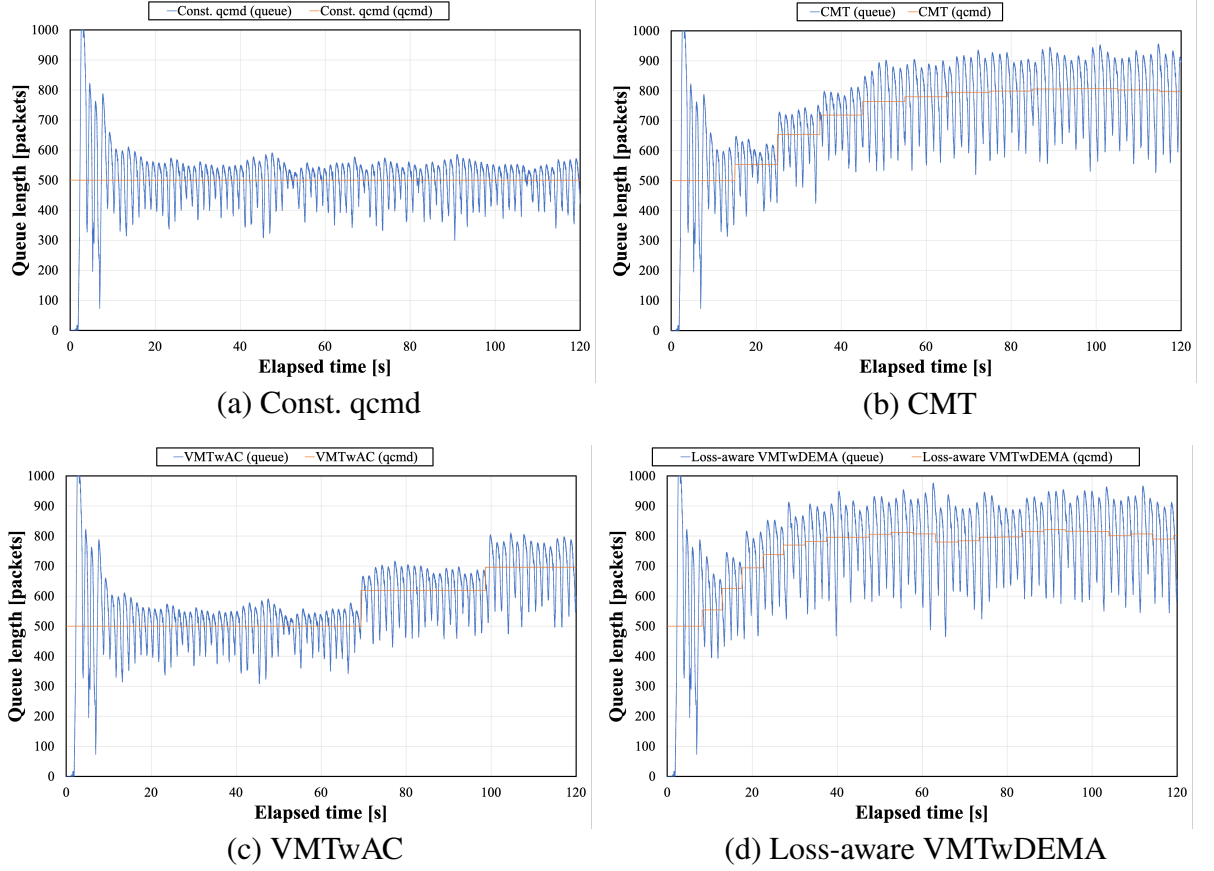 Const. qcmd (queue) Const. qcmd (qcmd)
1000
900
800
700
600
500
400
300
200
100
0
Queue length [packets]
0 20 40 60 80 100 120
Elapsed time [s]
(a) Const. qcmd
CMT (queue) CMT (qcmd)
1000
900
800
700
600
500
400
300
200
100
0
Queue length [packets]
0 20 40 60 80 100 120
Elapsed time [s]
(b) CMT
VMTwAC (queue) VMTwAC (qcmd)
1000
900
800
700
600
500
400
300
200
100
0
Queue length [packets]
0 20 40 60 80 100 120
Elapsed time [s]
(c) VMTwAC
Loss-aware VMTwDEMA (queue) Loss-aware VMTwDEMA (qcmd)
1000
900
800
700
600
500
400
300
200
100
0
Queue length [packets]
0 20 40 60 80 100 120
Elapsed time [s]
(d) Loss-aware VMTwDEMA